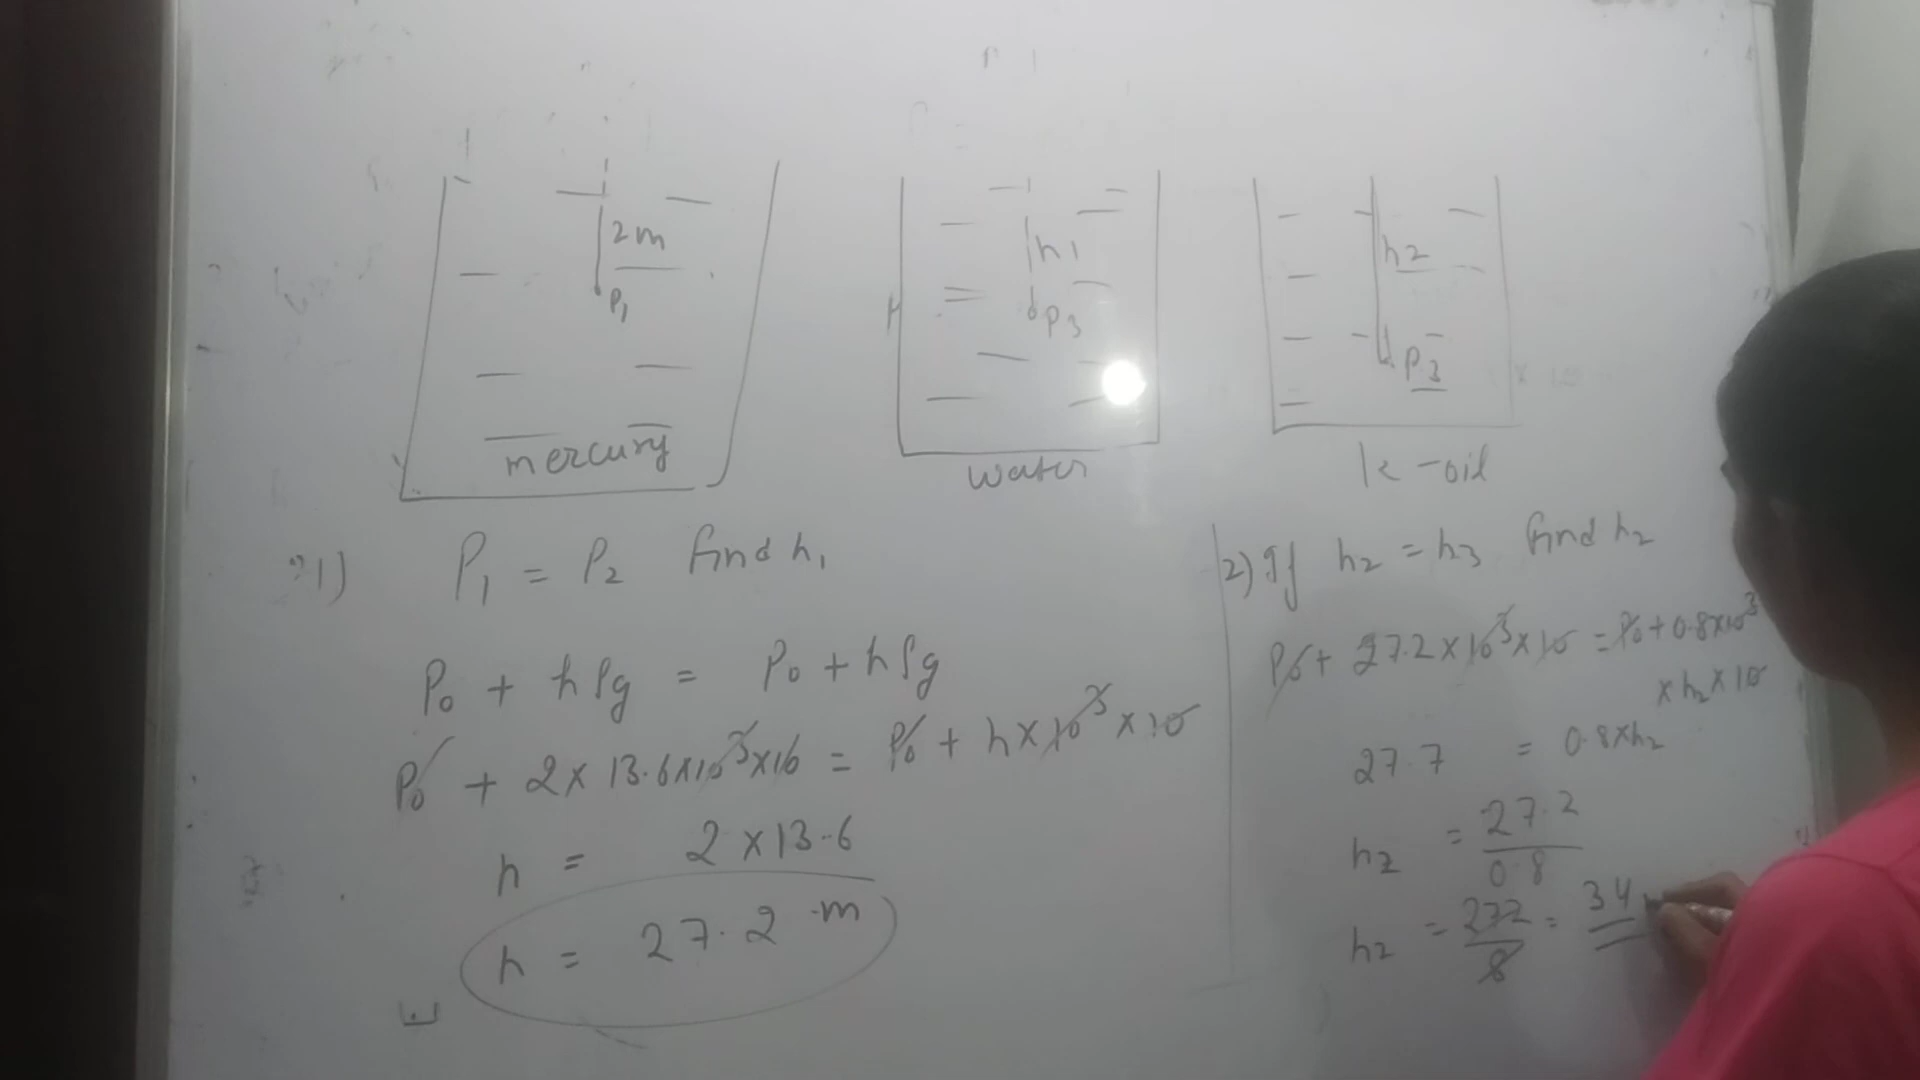 2m
P₁
mercury
h1
P3
water
h2
P3
K-oil
1) P₁ = P₂ find h₁
P₀ + hρg = P₀ + hρg
P₀ + 2 × 13.6×10³×10 = P₀ + h×10³×10
h = 2 ×13.6
h = 27.2 m
2) If h₂ = h₃ find h₂
P₀ + 27.2×10³×10 = P₀ + 0.8×10³
× h₂ × 10
27.7 = 0.8×h₂
h₂ = 27.2/0.8
h₂ = 272/8 = 34